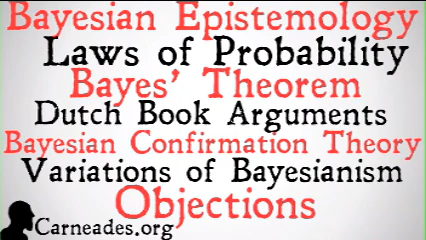 Bayesian Epistemology
Laws of Probability
Bayes' Theorem
Dutch Book Arguments
Bayesian Confirmation Theory
Variations of Bayesianism
Objections
Carneades.org